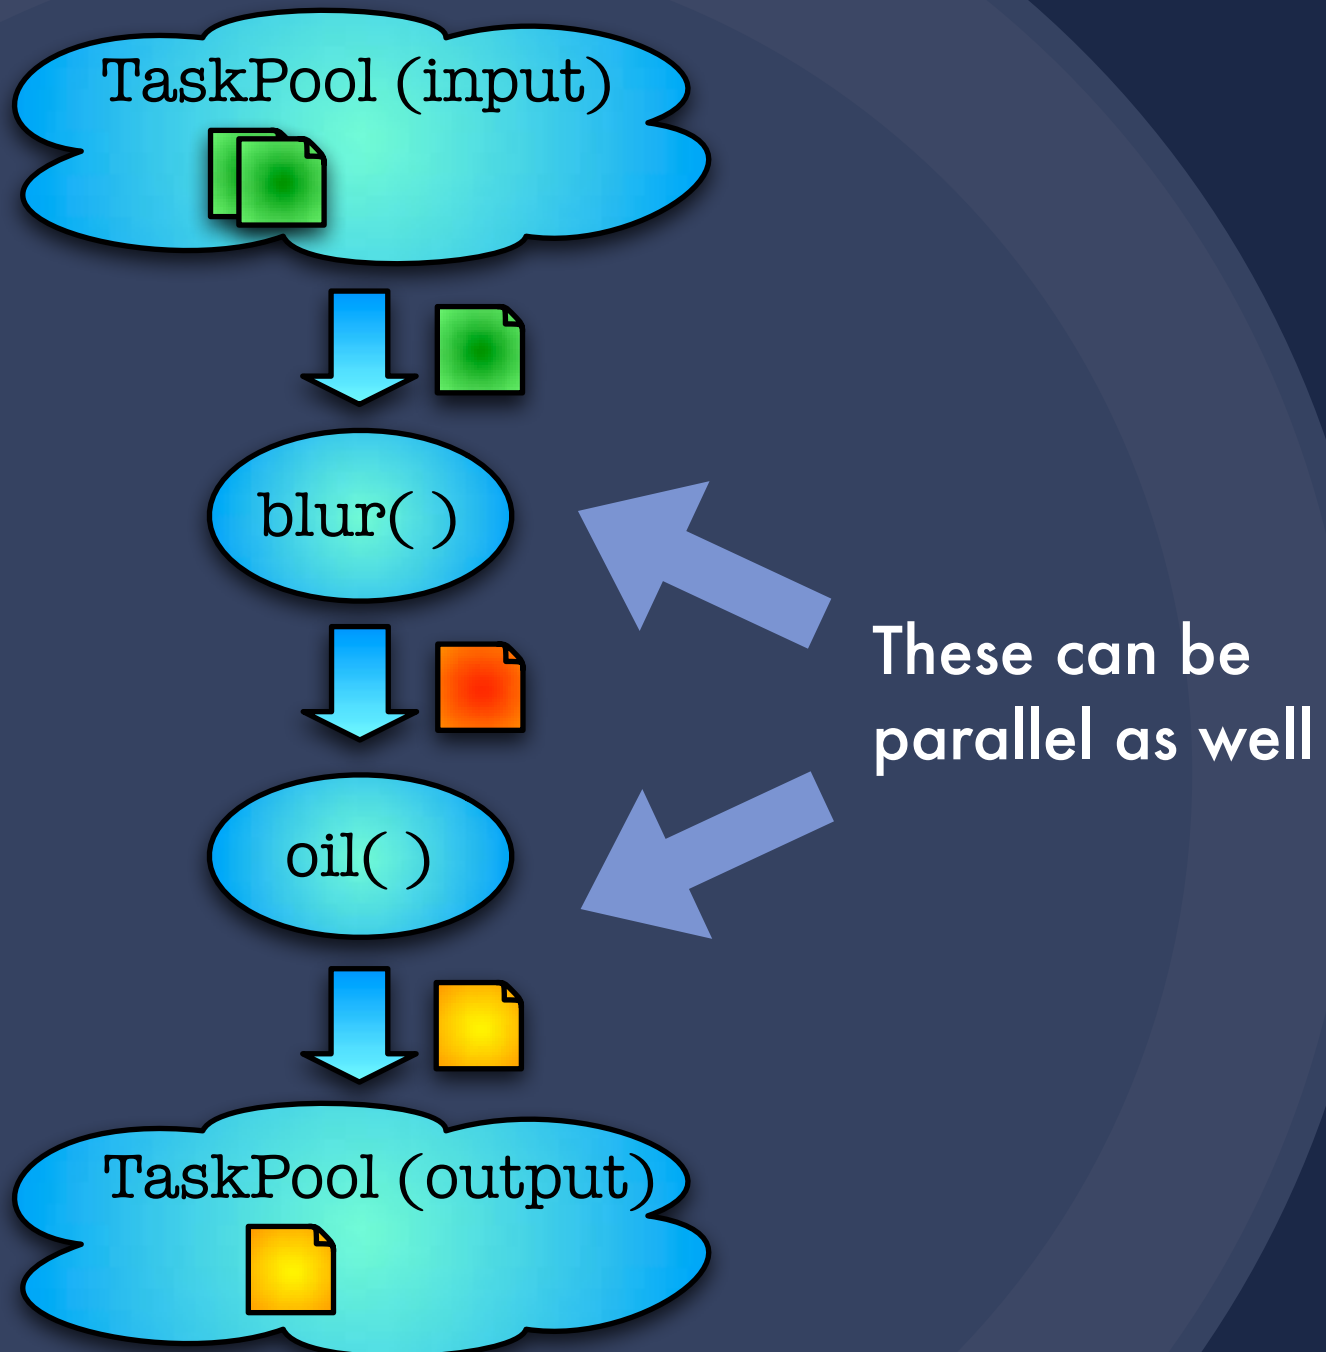 TaskPool (input)
blur( )
These can be
parallel as well
oil( )
TaskPool (output)